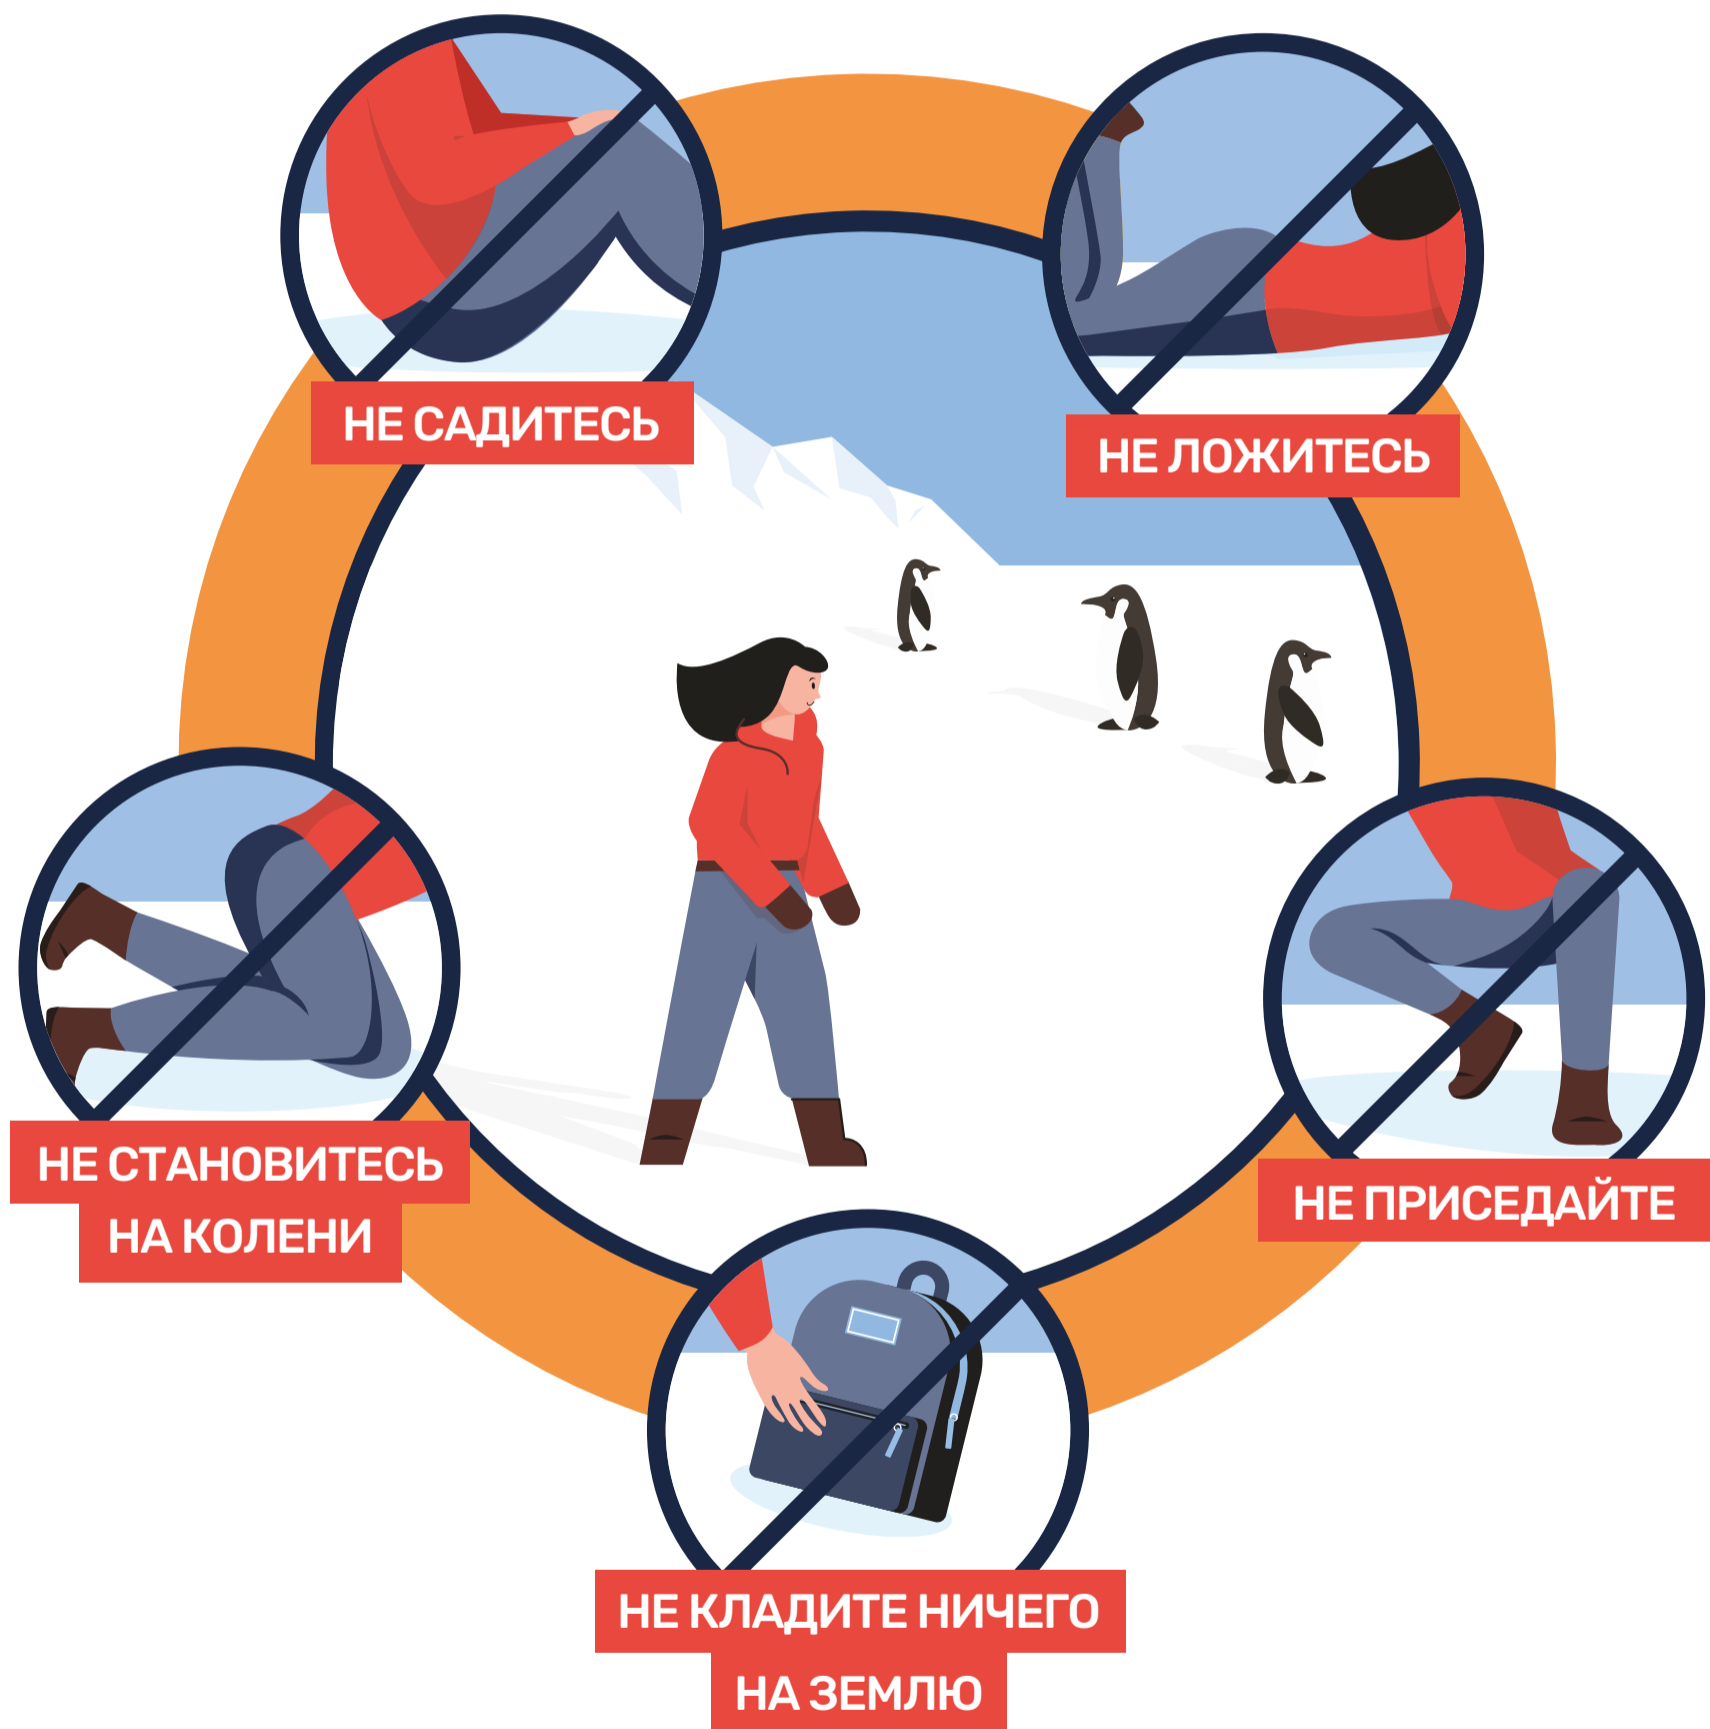 НЕ САДИТЕСЬ
НЕ ЛОЖИТЕСЬ
НЕ СТАНОВИТЕСЬ
НА КОЛЕНИ
НЕ ПРИСЕДАЙТЕ
НЕ КЛАДИТЕ НИЧЕГО
НА ЗЕМЛЮ